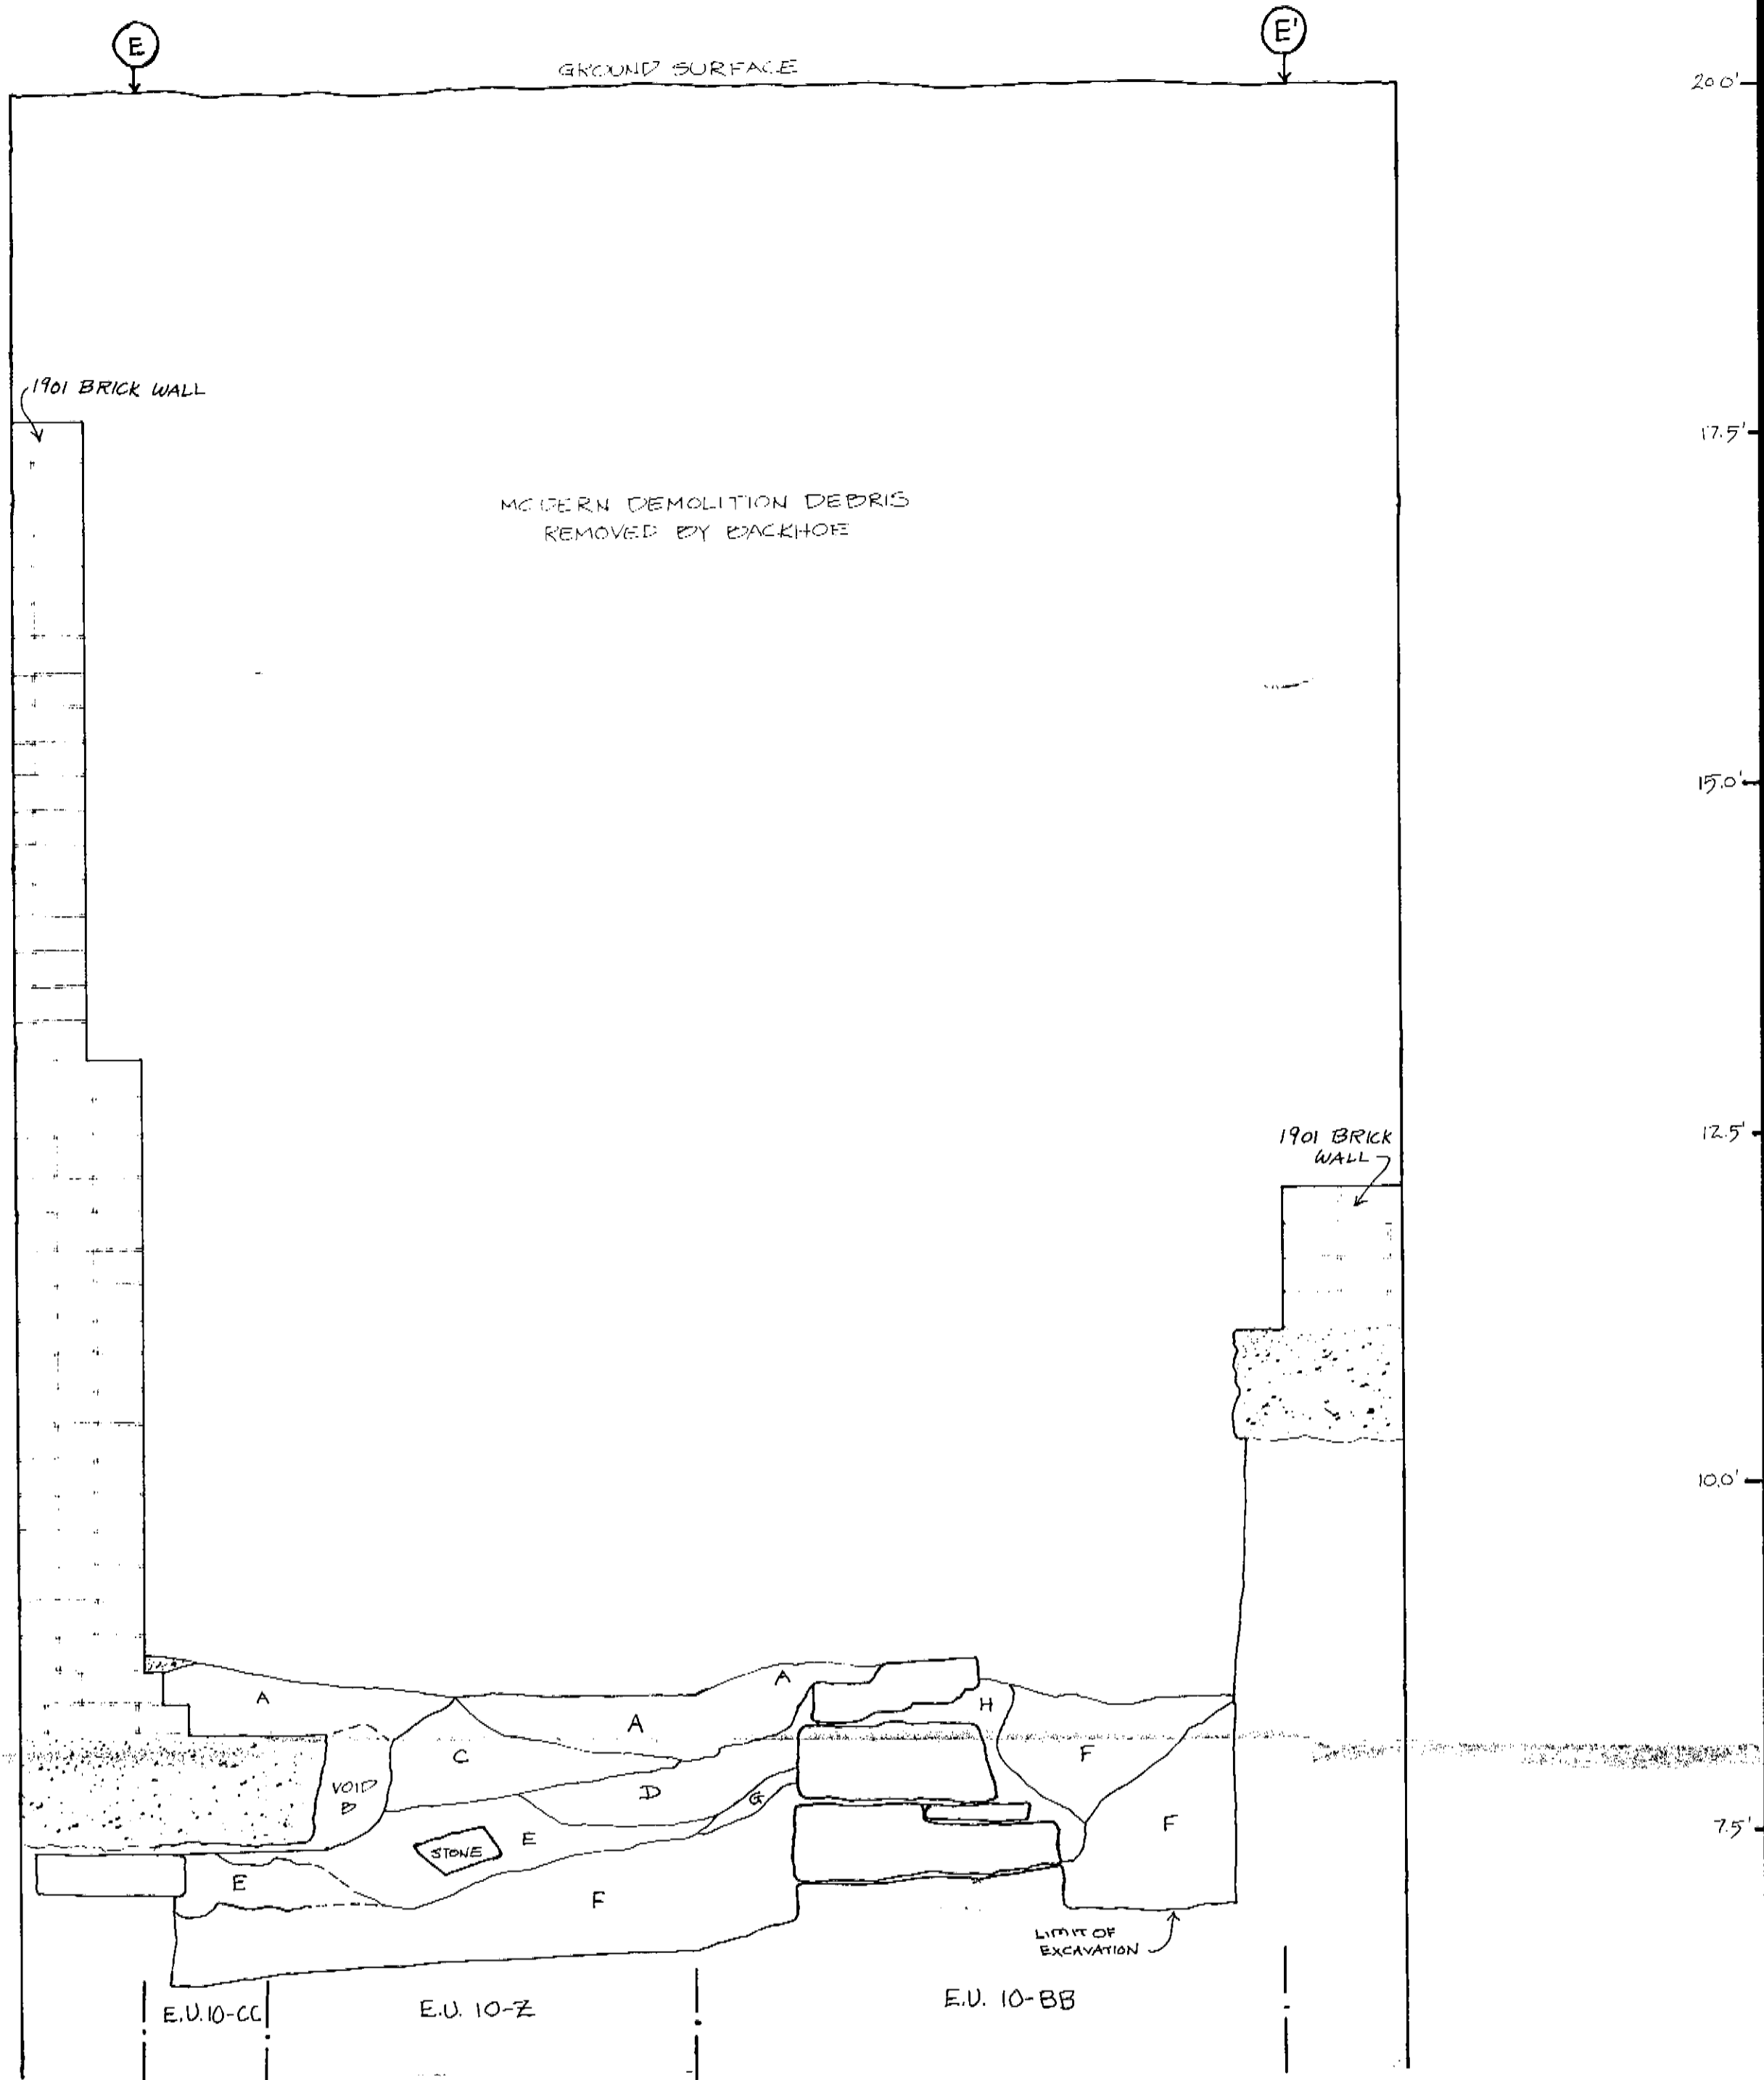 E
E'
GROUND SURFACE
20.0'
1901 BRICK WALL
17.5'
MODERN DEMOLITION DEBRIS
REMOVED BY BACKHOE
15.0'
12.5'
1901 BRICK
WALL
10.0'
A
A
H
A
C
F
VOID
B
D
G
F
7.5'
STONE
E
E
F
LIMIT OF
EXCAVATION
E.U.10-CC
E.U. 10-Z
E.U. 10-BB